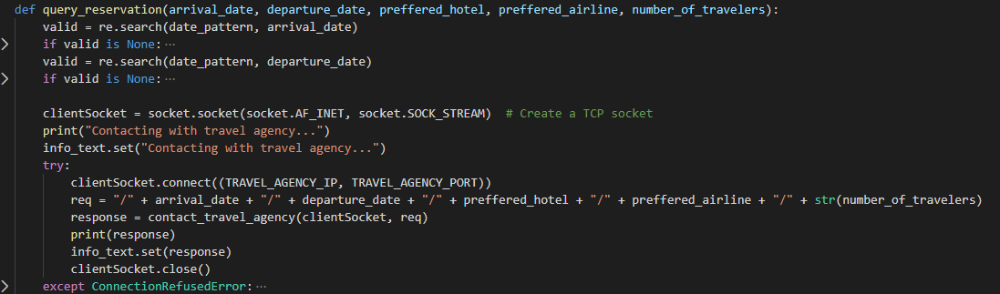 def query_reservation(arrival_date, departure_date, preffered_hotel, preffered_airline, number_of_travelers):
    valid = re.search(date_pattern, arrival_date)
    if valid is None:···
    valid = re.search(date_pattern, departure_date)
    if valid is None:···
    clientSocket = socket.socket(socket.AF_INET, socket.SOCK_STREAM)  # Create a TCP socket
    print("Contacting with travel agency...")
    info_text.set("Contacting with travel agency...")
    try:
        clientSocket.connect((TRAVEL_AGENCY_IP, TRAVEL_AGENCY_PORT))
        req = "/" + arrival_date + "/" + departure_date + "/" + preffered_hotel + "/" + preffered_airline + "/" + str(number_of_travelers)
        response = contact_travel_agency(clientSocket, req)
        print(response)
        info_text.set(response)
        clientSocket.close()
    except ConnectionRefusedError:···